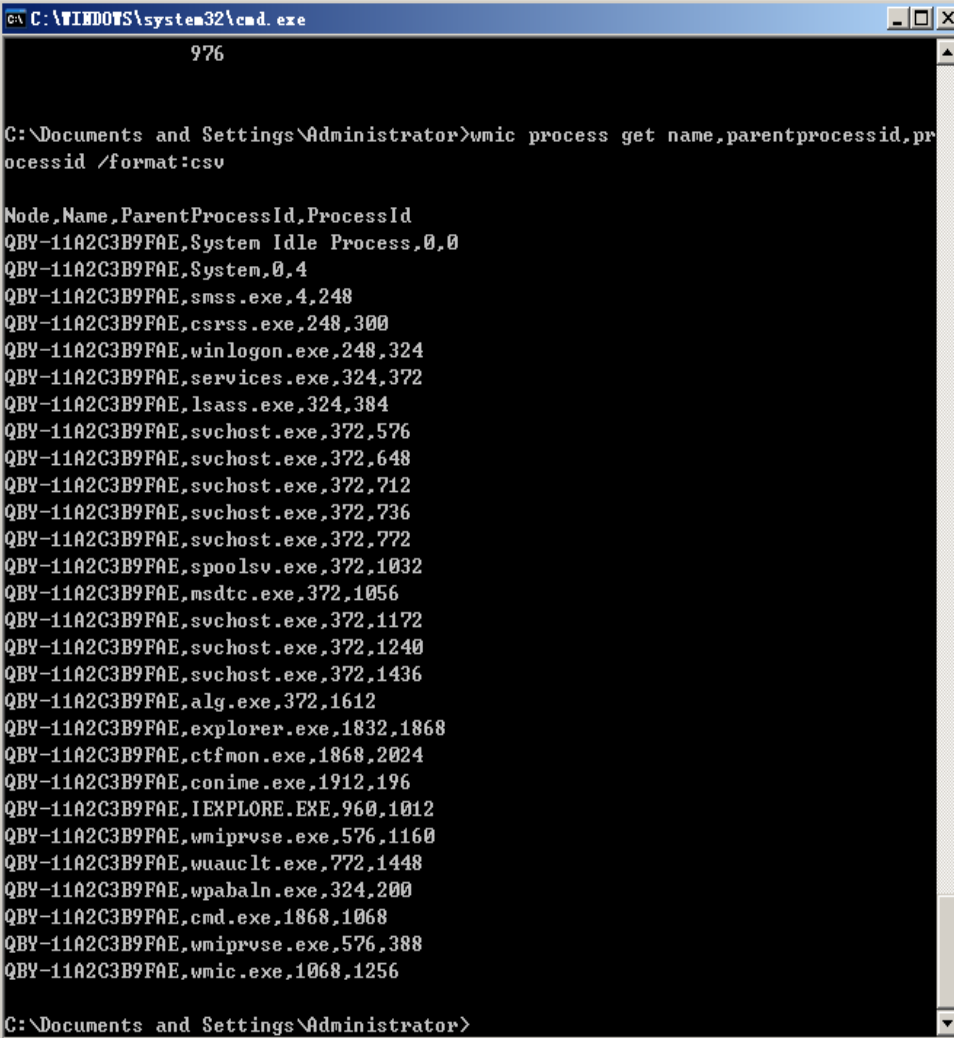 C:\WINDOWS\system32\cmd.exe
976
C:\Documents and Settings\Administrator>wmic process get name,parentprocessid,pr
ocessid /format:csv
Node,Name,ParentProcessId,ProcessId
QBY-11A2C3B9FAE,System Idle Process,0,0
QBY-11A2C3B9FAE,System,0,4
QBY-11A2C3B9FAE,smss.exe,4,248
QBY-11A2C3B9FAE,csrss.exe,248,300
QBY-11A2C3B9FAE,winlogon.exe,248,324
QBY-11A2C3B9FAE,services.exe,324,372
QBY-11A2C3B9FAE,lsass.exe,324,384
QBY-11A2C3B9FAE,svchost.exe,372,576
QBY-11A2C3B9FAE,svchost.exe,372,648
QBY-11A2C3B9FAE,svchost.exe,372,712
QBY-11A2C3B9FAE,svchost.exe,372,736
QBY-11A2C3B9FAE,svchost.exe,372,772
QBY-11A2C3B9FAE,spoolsv.exe,372,1032
QBY-11A2C3B9FAE,msdtc.exe,372,1056
QBY-11A2C3B9FAE,svchost.exe,372,1172
QBY-11A2C3B9FAE,svchost.exe,372,1240
QBY-11A2C3B9FAE,svchost.exe,372,1436
QBY-11A2C3B9FAE,alg.exe,372,1612
QBY-11A2C3B9FAE,explorer.exe,1832,1868
QBY-11A2C3B9FAE,ctfmon.exe,1868,2024
QBY-11A2C3B9FAE,conime.exe,1912,196
QBY-11A2C3B9FAE,IEXPLORE.EXE,960,1012
QBY-11A2C3B9FAE,wmiprvse.exe,576,1160
QBY-11A2C3B9FAE,wuauclt.exe,772,1448
QBY-11A2C3B9FAE,wpabaln.exe,324,200
QBY-11A2C3B9FAE,cmd.exe,1868,1068
QBY-11A2C3B9FAE,wmiprvse.exe,576,388
QBY-11A2C3B9FAE,wmic.exe,1068,1256
C:\Documents and Settings\Administrator>